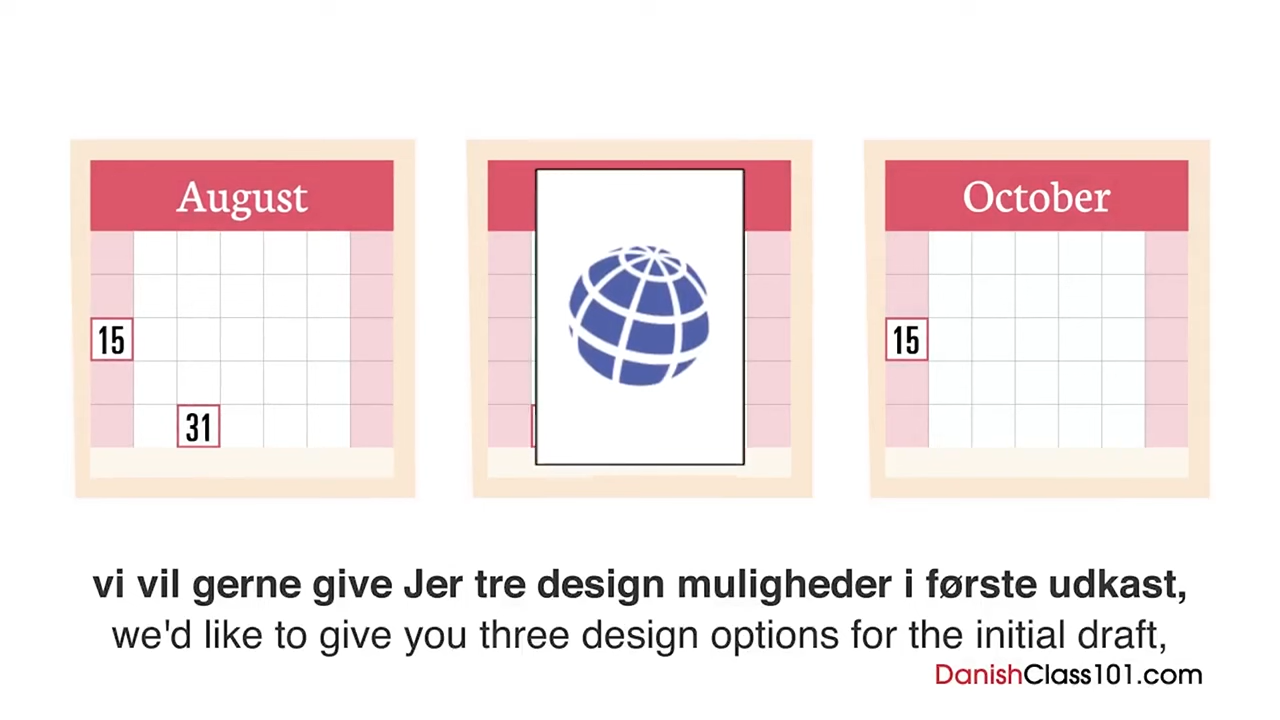 August
October
15
15
31
vi vil gerne give Jer tre design muligheder i første udkast,
we'd like to give you three design options for the initial draft,
DanishClass101.com